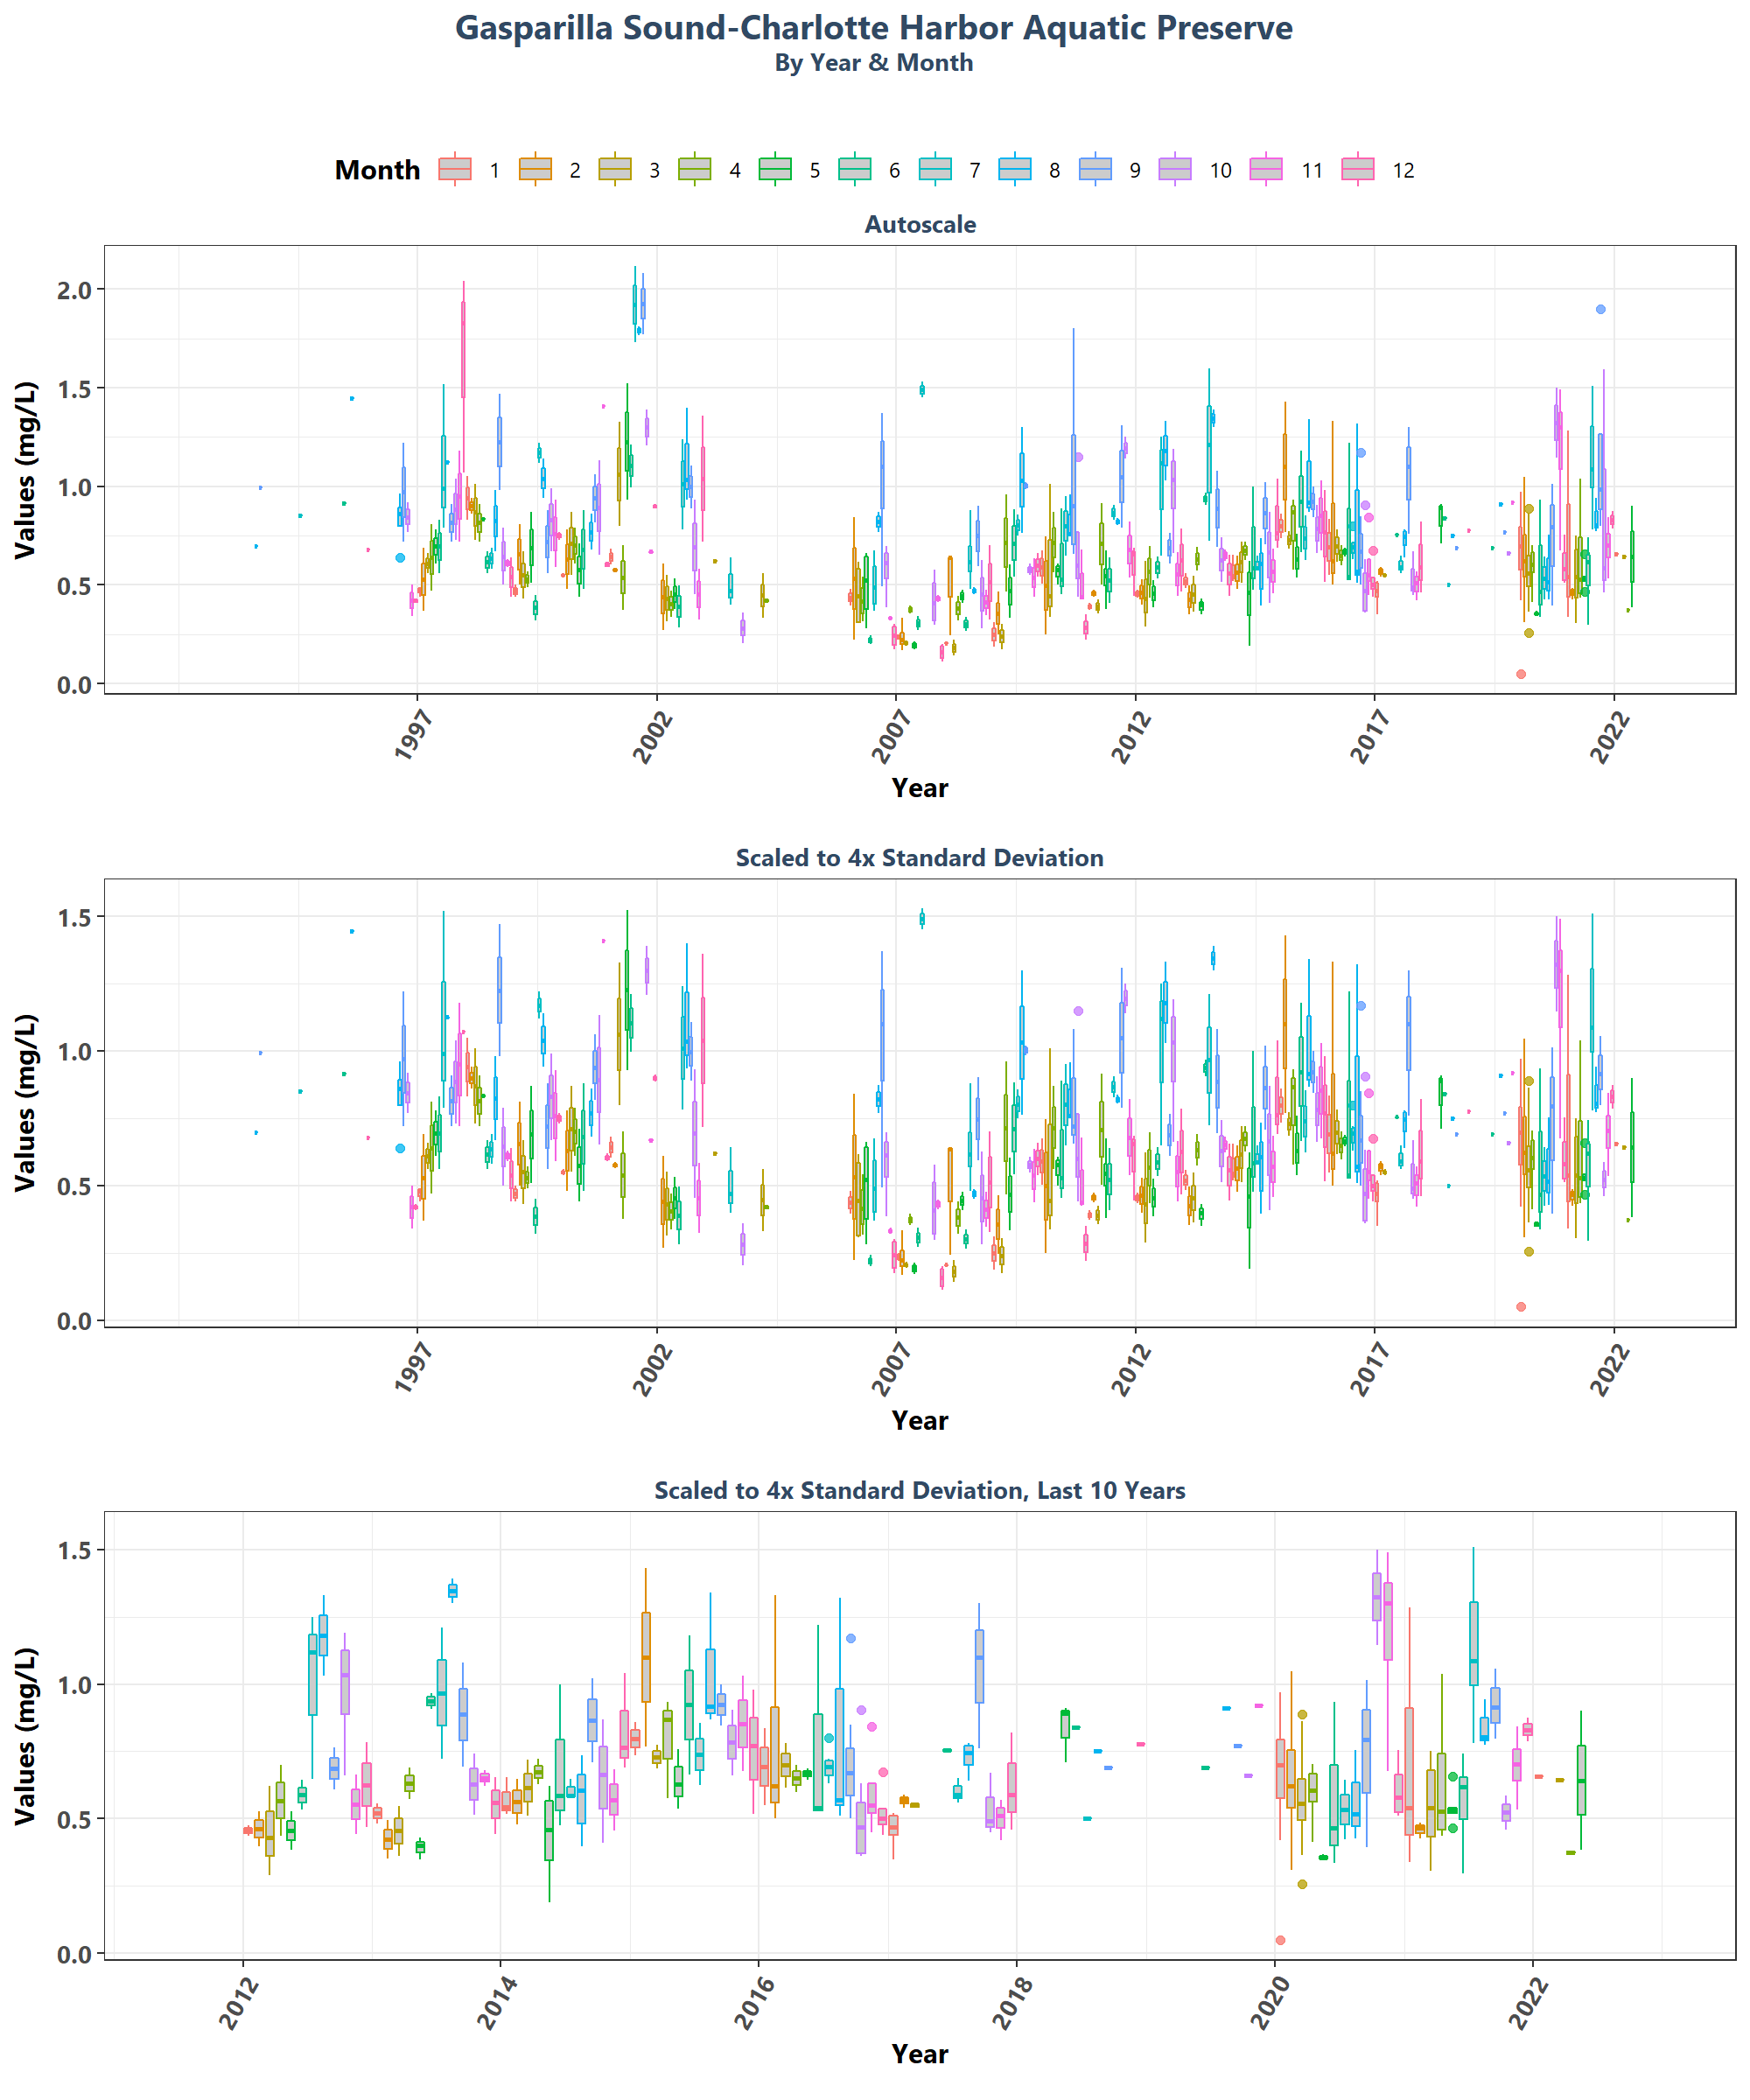 Gasparilla Sound-Charlotte Harbor Aquatic Preserve
By Year & Month
Month 1 2 3 4 5 6 7 8 9 10 11 12
Autoscale
Values (mg/L)
2.0
1.5
1.0
0.5
0.0
1997 2002 2007 2012 2017 2022
Year
Scaled to 4x Standard Deviation
Values (mg/L)
1.5
1.0
0.5
0.0
1997 2002 2007 2012 2017 2022
Year
Scaled to 4x Standard Deviation, Last 10 Years
Values (mg/L)
1.5
1.0
0.5
0.0
2012 2014 2016 2018 2020 2022
Year